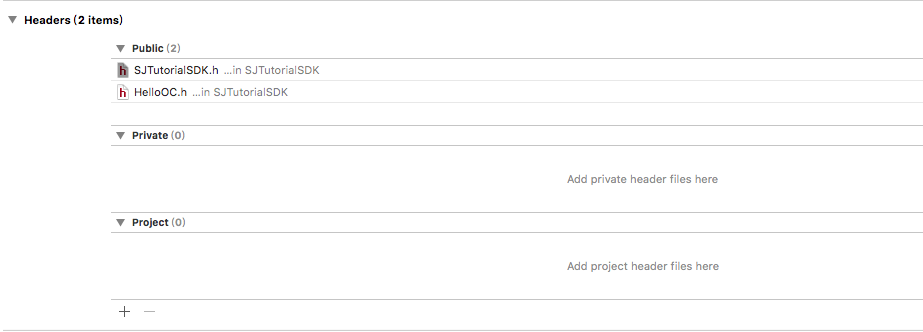 Headers (2 items)
Public (2)
h SJTutorialSDK.h ...in SJTutorialSDK
h HelloOC.h ...in SJTutorialSDK
Private (0)
Add private header files here
Project (0)
Add project header files here